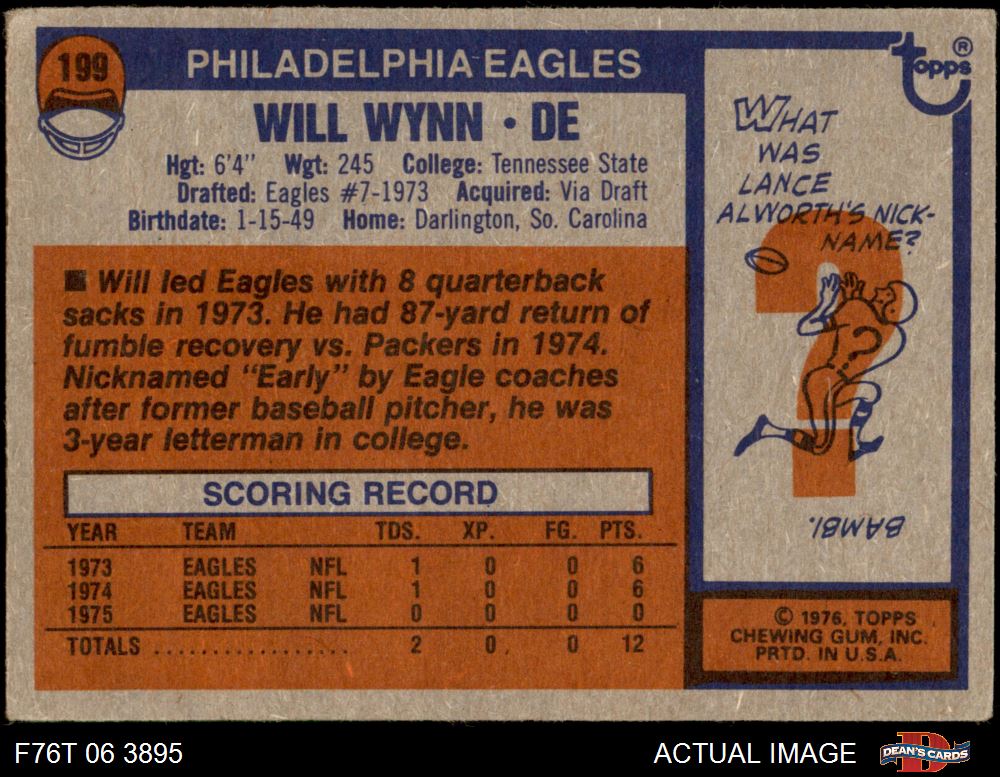 199
PHILADELPHIA EAGLES
WILL WYNN · DE
Hgt: 6'4" Wgt: 245 College: Tennessee State
Drafted: Eagles #7-1973 Acquired: Via Draft
Birthdate: 1-15-49 Home: Darlington, So. Carolina
■ Will led Eagles with 8 quarterback
sacks in 1973. He had 87-yard return of
fumble recovery vs. Packers in 1974.
Nicknamed "Early" by Eagle coaches
after former baseball pitcher, he was
3-year letterman in college.
SCORING RECORD
YEAR TEAM TDS. XP. FG. PTS.
1973 EAGLES NFL 1 0 0 6
1974 EAGLES NFL 1 0 0 6
1975 EAGLES NFL 0 0 0 0
TOTALS .................. 2 0 0 12
topps ®
WHAT
WAS
LANCE
ALWORTH'S NICK-
NAME?
?
?
BAMBI.
© 1976, TOPPS
CHEWING GUM, INC.
PRTD. IN U.S.A.
F76T 06 3895
ACTUAL IMAGE
D
DEAN'S CARDS